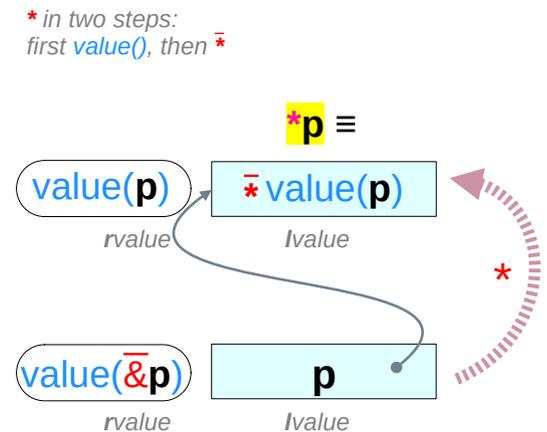 * in two steps:
first value(), then *̅
*p ≡
value(p) *̅ value(p)
rvalue lvalue
*
value(&̅p) p
rvalue lvalue